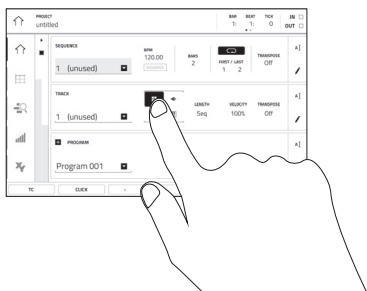 PROJECT
untitled
BAR BEAT TICK
1: 1: 0
IN
OUT
SEQUENCE
1 (unused)
BPM
120.00
BARS
2
FIRST / LAST
1 2
TRANSPOSE
Off
TRACK
1 (unused)
LENGTH
Seq
VELOCITY
100%
TRANSPOSE
Off
PROGRAM
Program 001
TC
CLICK